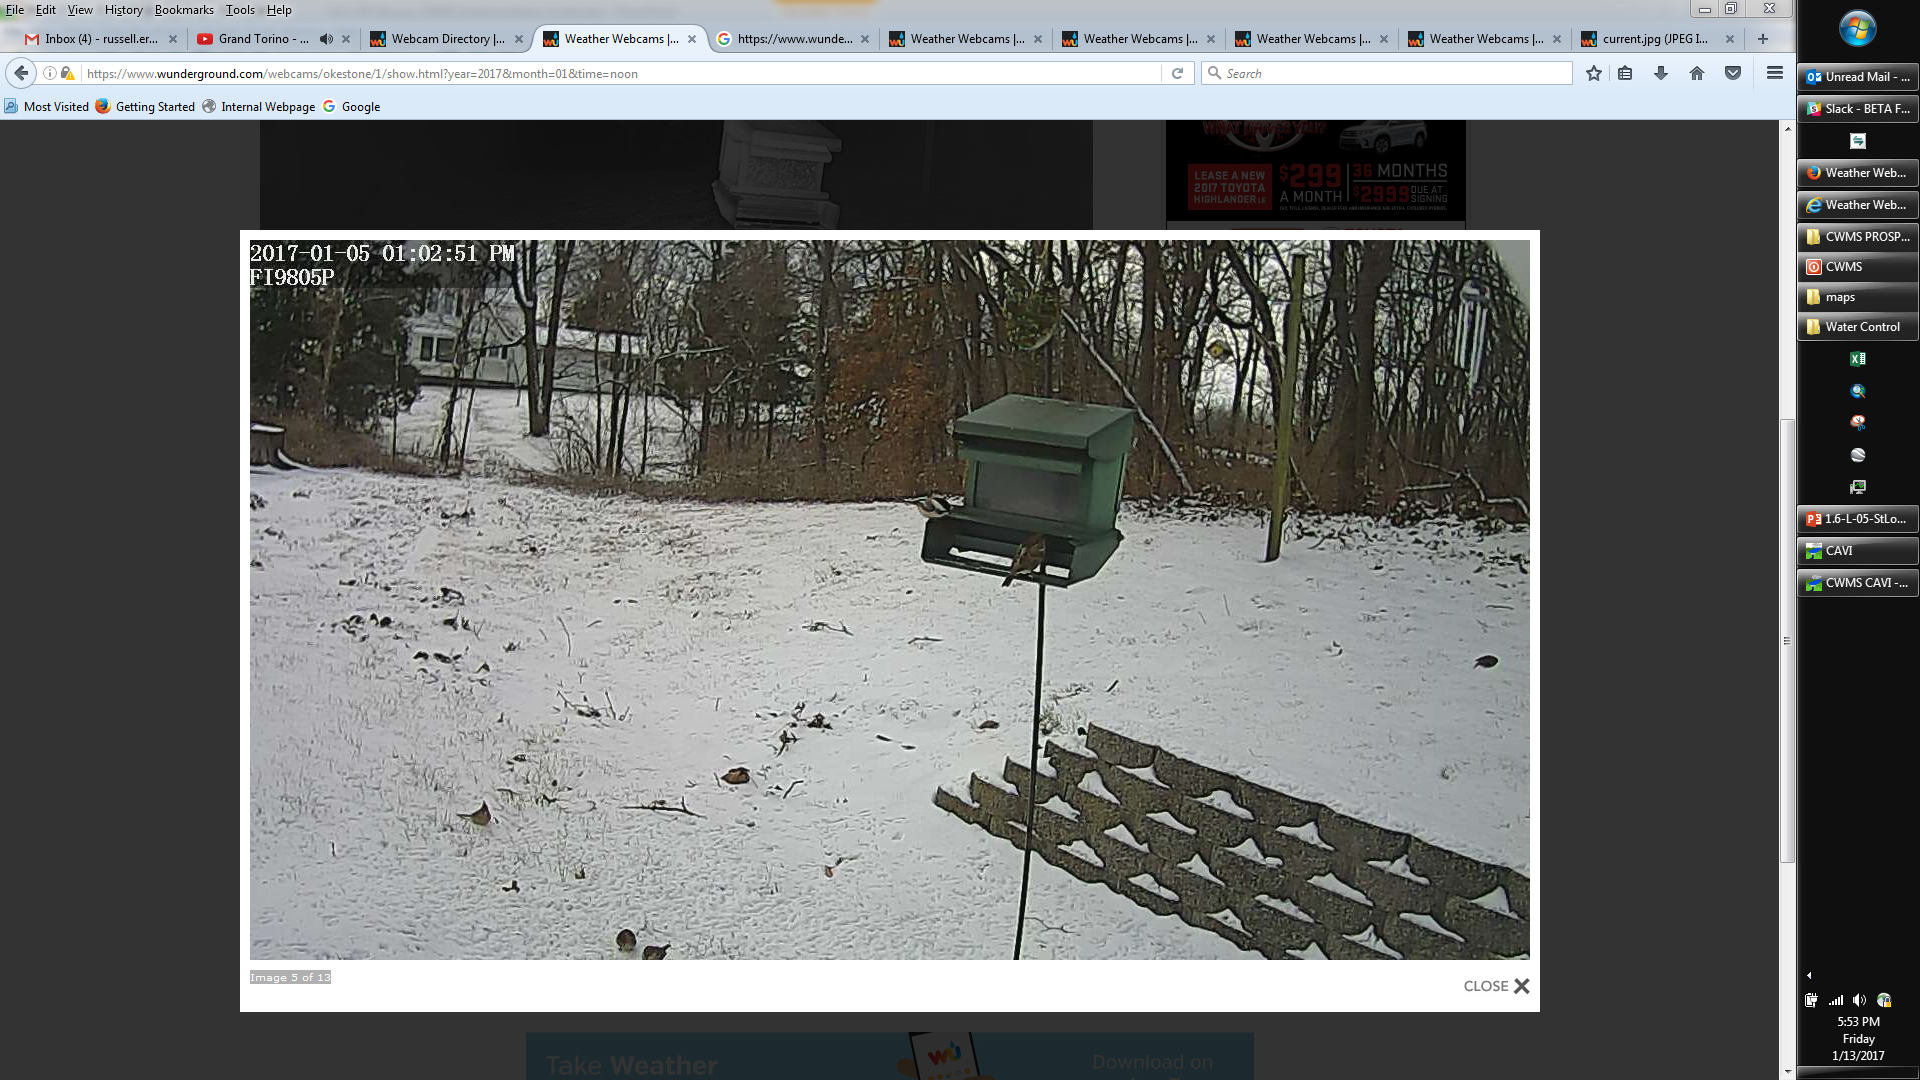 File Edit View History Bookmarks Tools Help
Inbox (4) - russell.er...
Grand Torino - ...
Webcam Directory |...
Weather Webcams |...
https://www.wunde...
Weather Webcams |...
Weather Webcams |...
Weather Webcams |...
Weather Webcams |...
current.jpg (JPEG I...
https://www.wunderground.com/webcams/okestone/1/show.html?year=2017&month=01&time=noon
Search
Most Visited Getting Started Internal Webpage Google
WHAT DRIVES YOU?
LEASE A NEW
2017 TOYOTA
HIGHLANDER LE
$299
A MONTH
36 MONTHS
$2999 DUE AT
SIGNING
2017-01-05 01:02:51 PM
FI9805P
Image 5 of 13
CLOSE
Take Weather
Download on
Unread Mail - ...
Slack - BETA F...
Weather Web...
Weather Web...
CWMS PROSP...
CWMS
maps
Water Control
1.6-L-05-StLo...
CAVI
CWMS CAVI -...
5:53 PM
Friday
1/13/2017